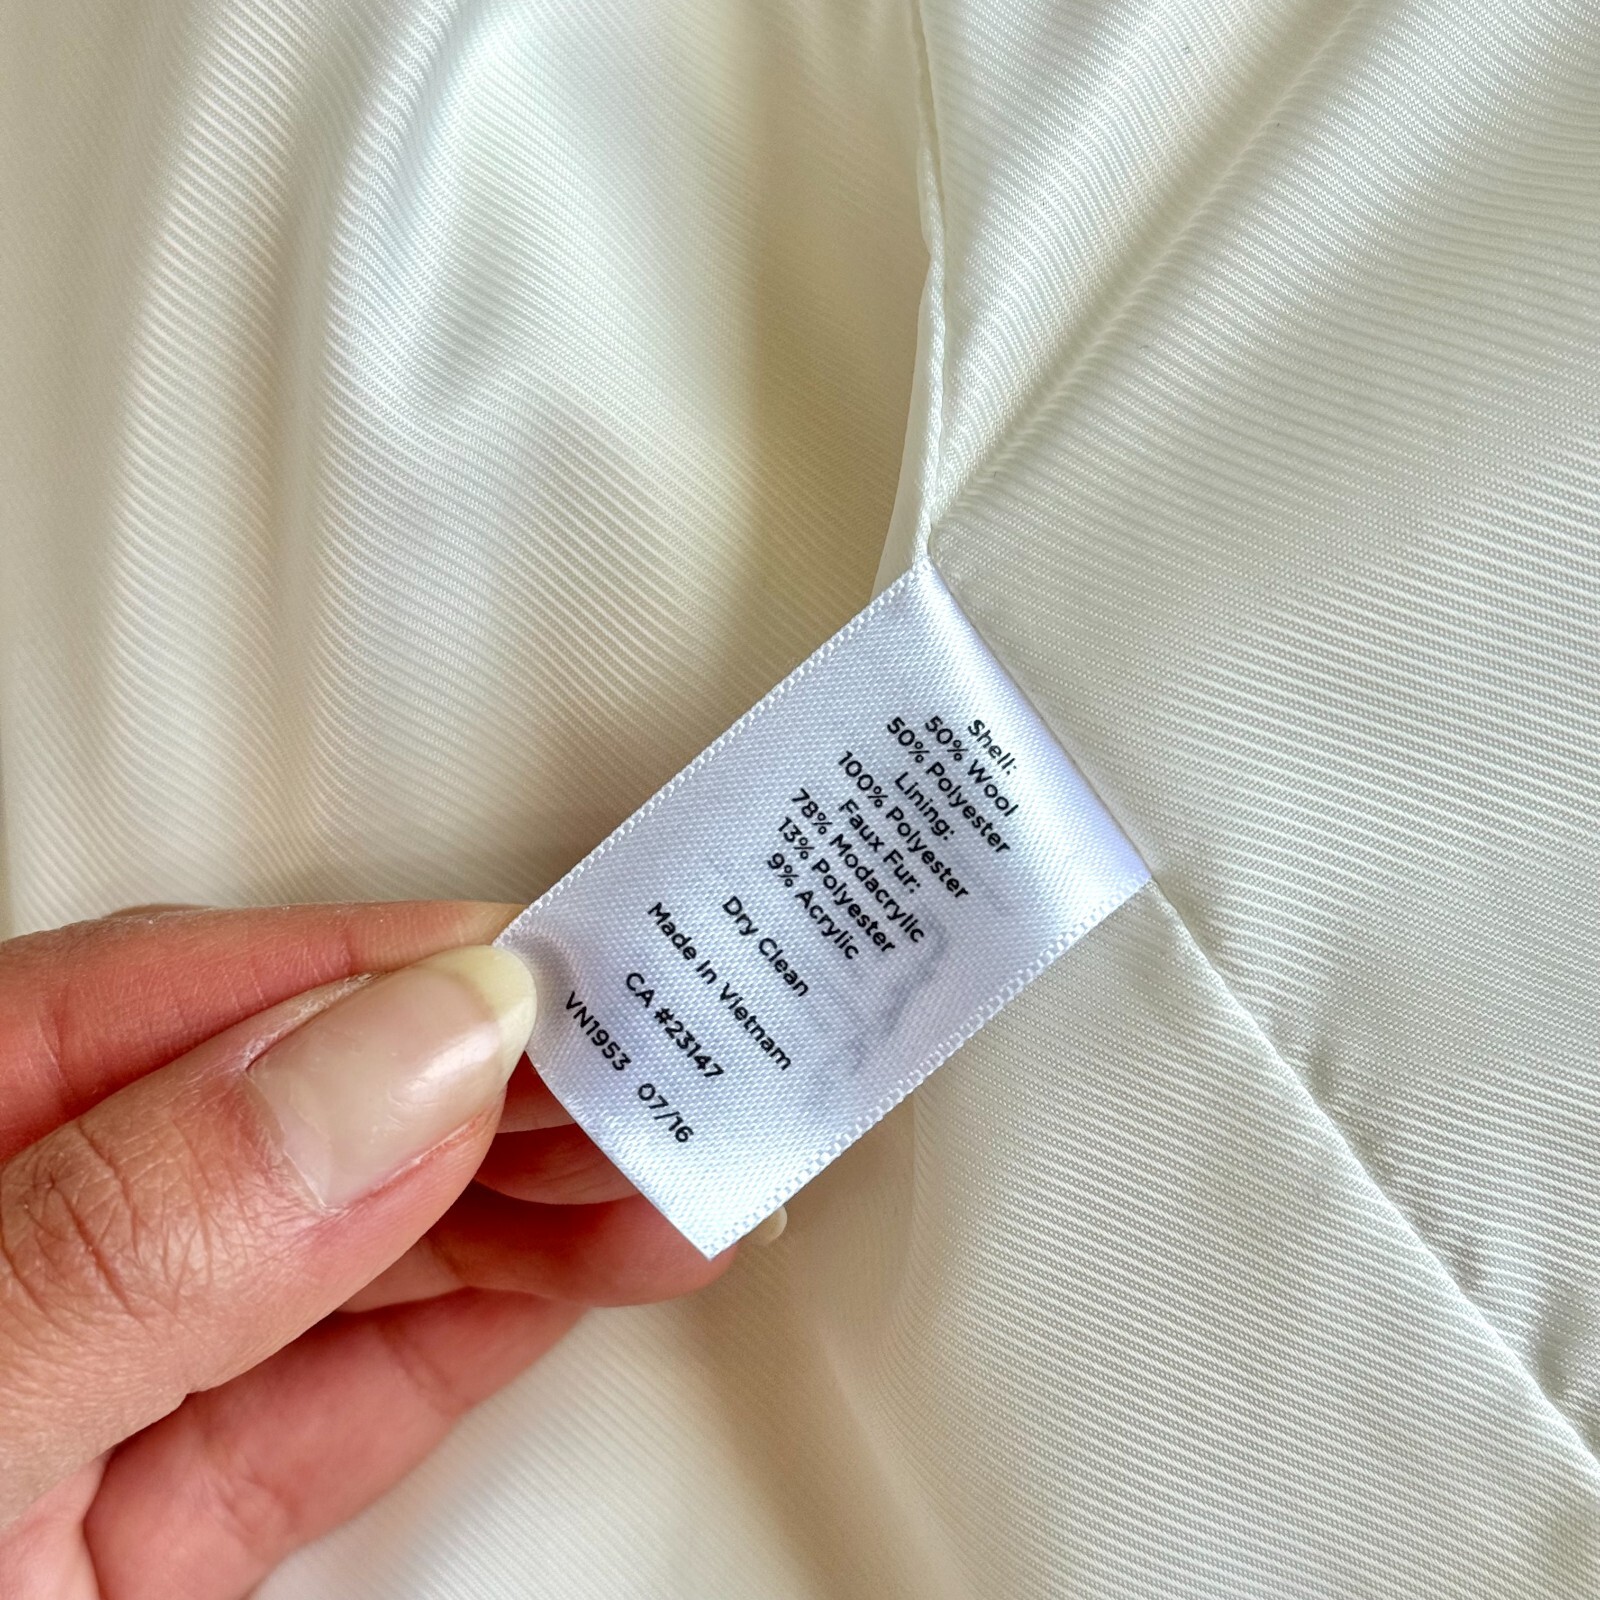 Shell:
50% Wool
50% Polyester
Lining:
100% Polyester
Faux Fur:
78% Modacrylic
13% Polyester
9% Acrylic
Dry Clean
Made In Vietnam
CA #23147
VN1953 07/16